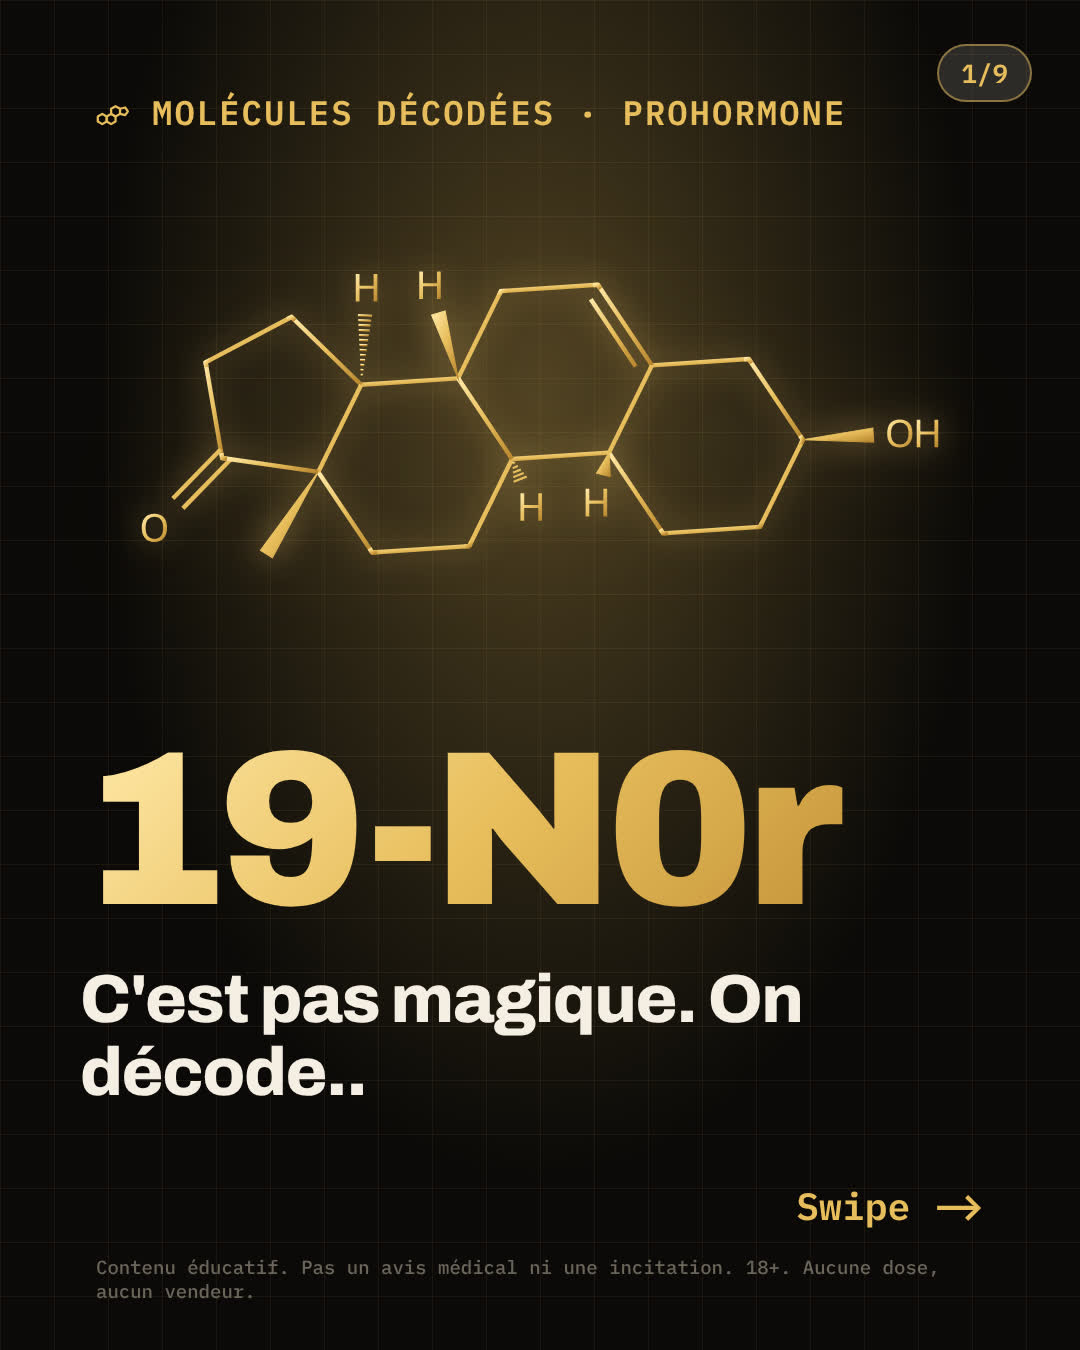 1/9
MOLÉCULES DÉCODÉES · PROHORMONE
H H
OH
H H
O
19-N0r
C'est pas magique. On
décode..
Swipe →
Contenu éducatif. Pas un avis médical ni une incitation. 18+. Aucune dose,
aucun vendeur.